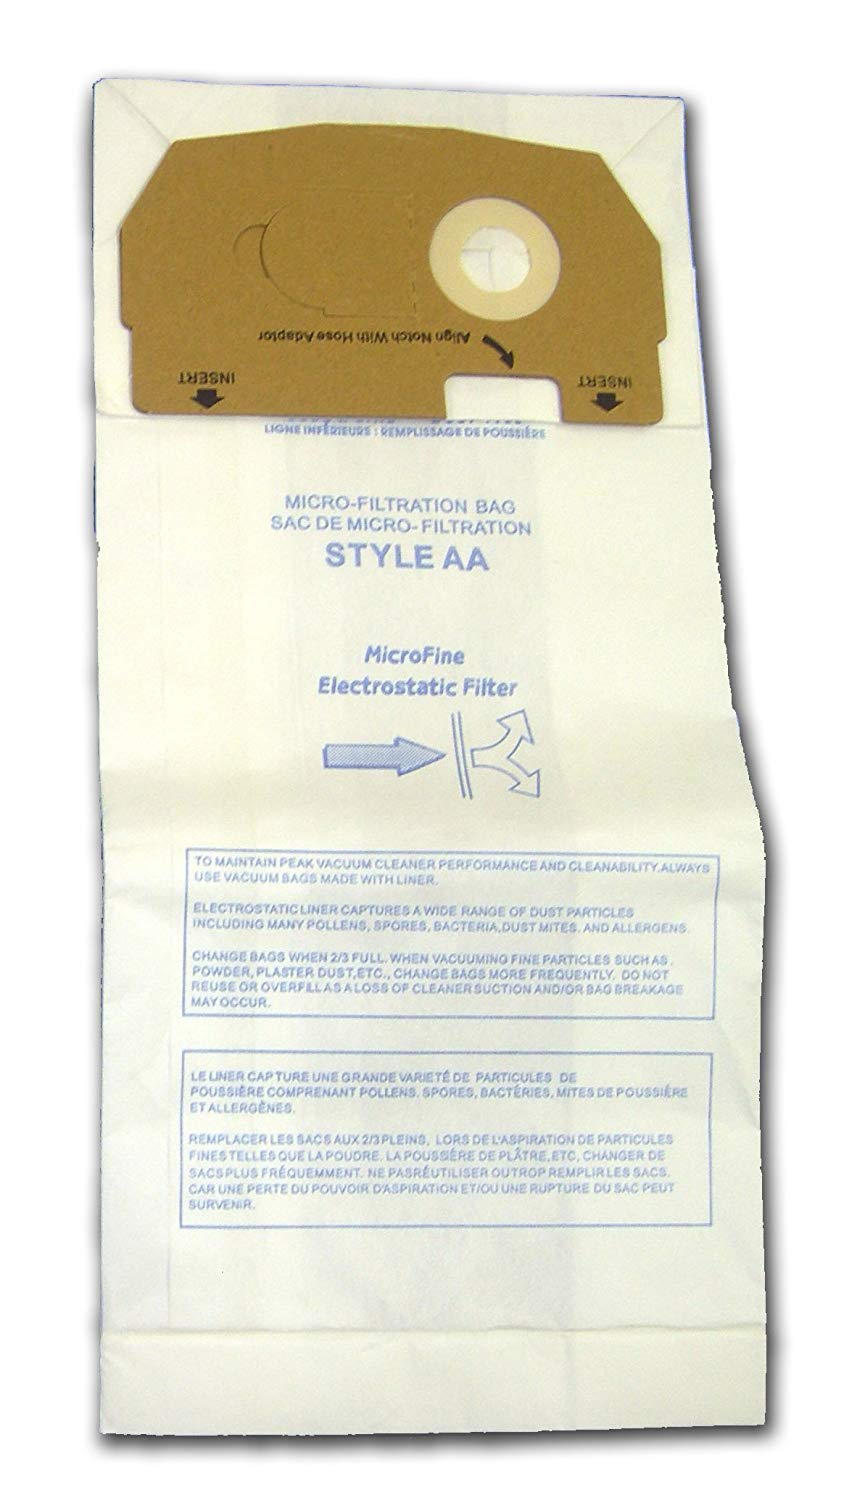 Align Notch With Hose Adaptor
INSERT
INSERT
LIGNE INFÉRIEURE : REMPLISSAGE DE POUSSIÈRE
MICRO-FILTRATION BAG
SAC DE MICRO-FILTRATION
STYLE AA
MicroFine
Electrostatic Filter
TO MAINTAIN PEAK VACUUM CLEANER PERFORMANCE AND CLEANABILITY.ALWAYS
USE VACUUM BAGS MADE WITH LINER.
ELECTROSTATIC LINER CAPTURES A WIDE RANGE OF DUST PARTICLES
INCLUDING MANY POLLENS, SPORES, BACTERIA,DUST MITES. AND ALLERGENS.
CHANGE BAGS WHEN 2/3 FULL. WHEN VACUUMING FINE PARTICLES SUCH AS .
POWDER, PLASTER DUST,ETC., CHANGE BAGS MORE FREQUENTLY. DO NOT
REUSE OR OVERFILL AS A LOSS OF CLEANER SUCTION AND/OR BAG BREAKAGE
MAY OCCUR.
LE LINER CAPTURE UNE GRANDE VARIETÉ DE PARTICULES DE
POUSSIÈRE COMPRENANT POLLENS. SPORES, BACTÉRIES, MITES DE POUSSIÈRE
ET ALLERGÈNES.
REMPLACER LES SACS AUX 2/3 PLEINS, LORS DE L'ASPIRATION DE PARTICULES
FINES TELLES QUE LA POUDRE. LA POUSSIÈRE DE PLÂTRE,ETC, CHANGER DE
SACS PLUS FRÉQUEMMENT. NE PAS RÉUTILISER OU TROP REMPLIR LES SACS.
CAR UNE PERTE DU POUVOIR D'ASPIRATION ET/OU UNE RUPTURE DU SAC PEUT
SURVENIR.